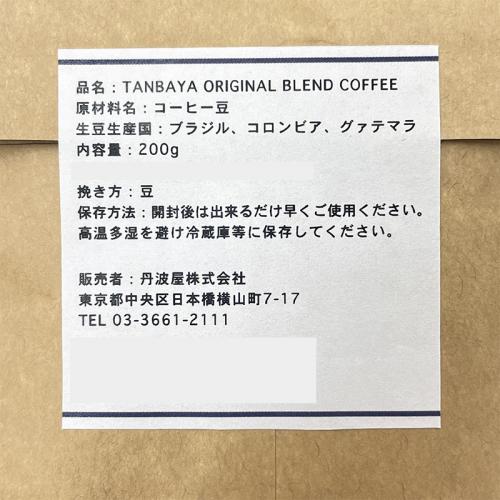 品名：TANBAYA ORIGINAL BLEND COFFEE
原材料名：コーヒー豆
生豆生産国：ブラジル、コロンビア、グァテマラ
内容量：200g
挽き方：豆
保存方法：開封後は出来るだけ早くご使用ください。
高温多湿を避け冷蔵庫等に保存してください。
販売者：丹波屋株式会社
東京都中央区日本橋横山町7-17
TEL 03-3661-2111